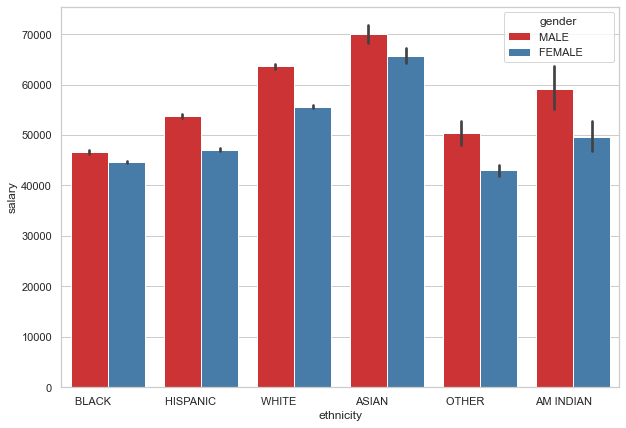 gender
MALE
FEMALE
salary
70000
60000
50000
40000
30000
20000
10000
0
BLACK HISPANIC WHITE ASIAN OTHER AM INDIAN
ethnicity